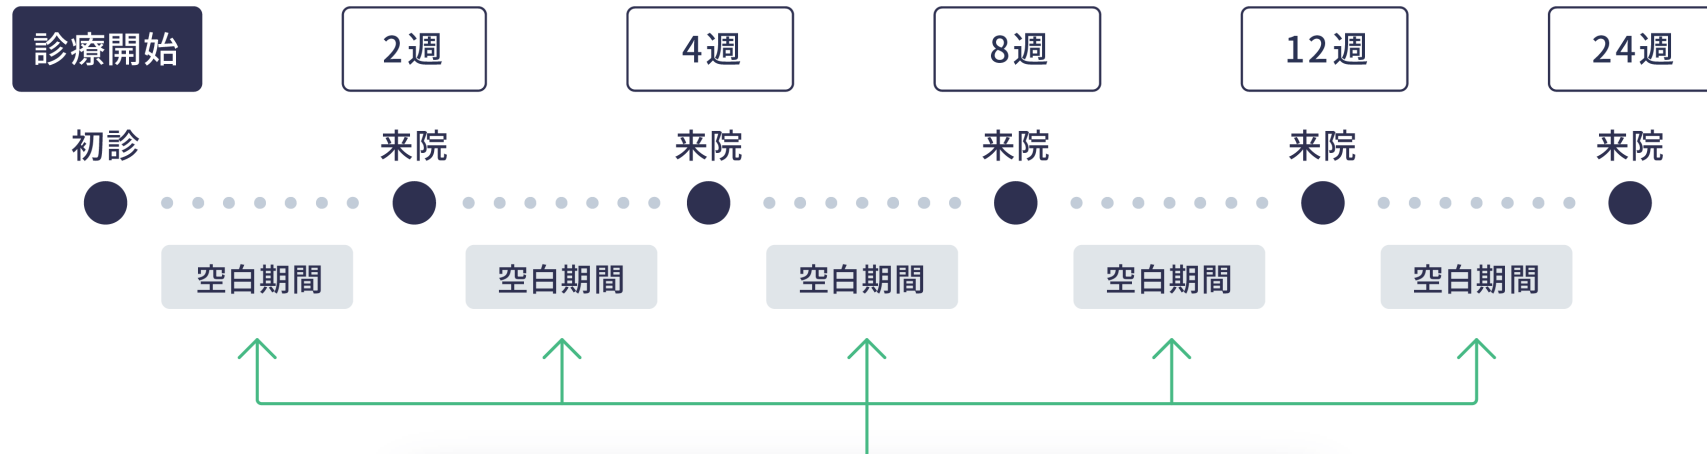 診療開始 2週 4週 8週 12週 24週
初診 来院 来院 来院 来院 来院
空白期間 空白期間 空白期間 空白期間 空白期間